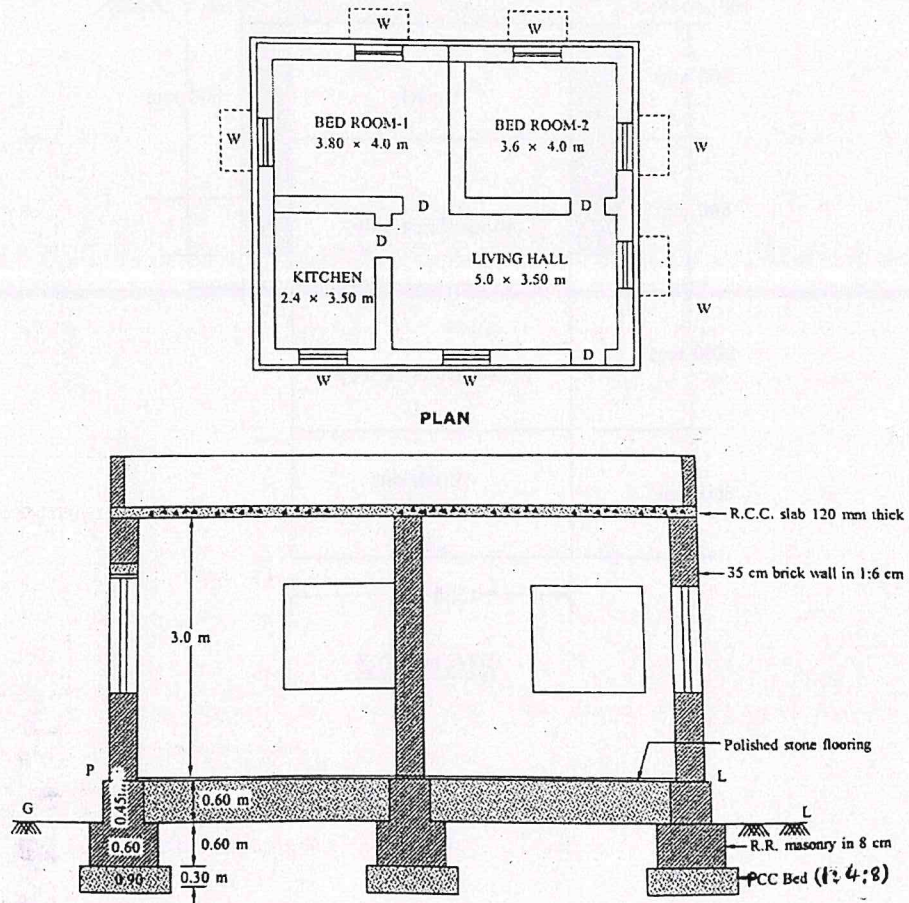 W
W
BED ROOM-1
3.80 × 4.0 m
BED ROOM-2
3.6 × 4.0 m
W
W
D
D
D
KITCHEN
2.4 × 3.50 m
LIVING HALL
5.0 × 3.50 m
W
D
W
W
PLAN
R.C.C. slab 120 mm thick
35 cm brick wall in 1:6 cm
3.0 m
Polished stone flooring
P
L
0.45
0.60 m
G
L
0.60
0.60 m
R.R. masonry in 8 cm
0.90
0.30 m
PCC Bed (1:4:8)